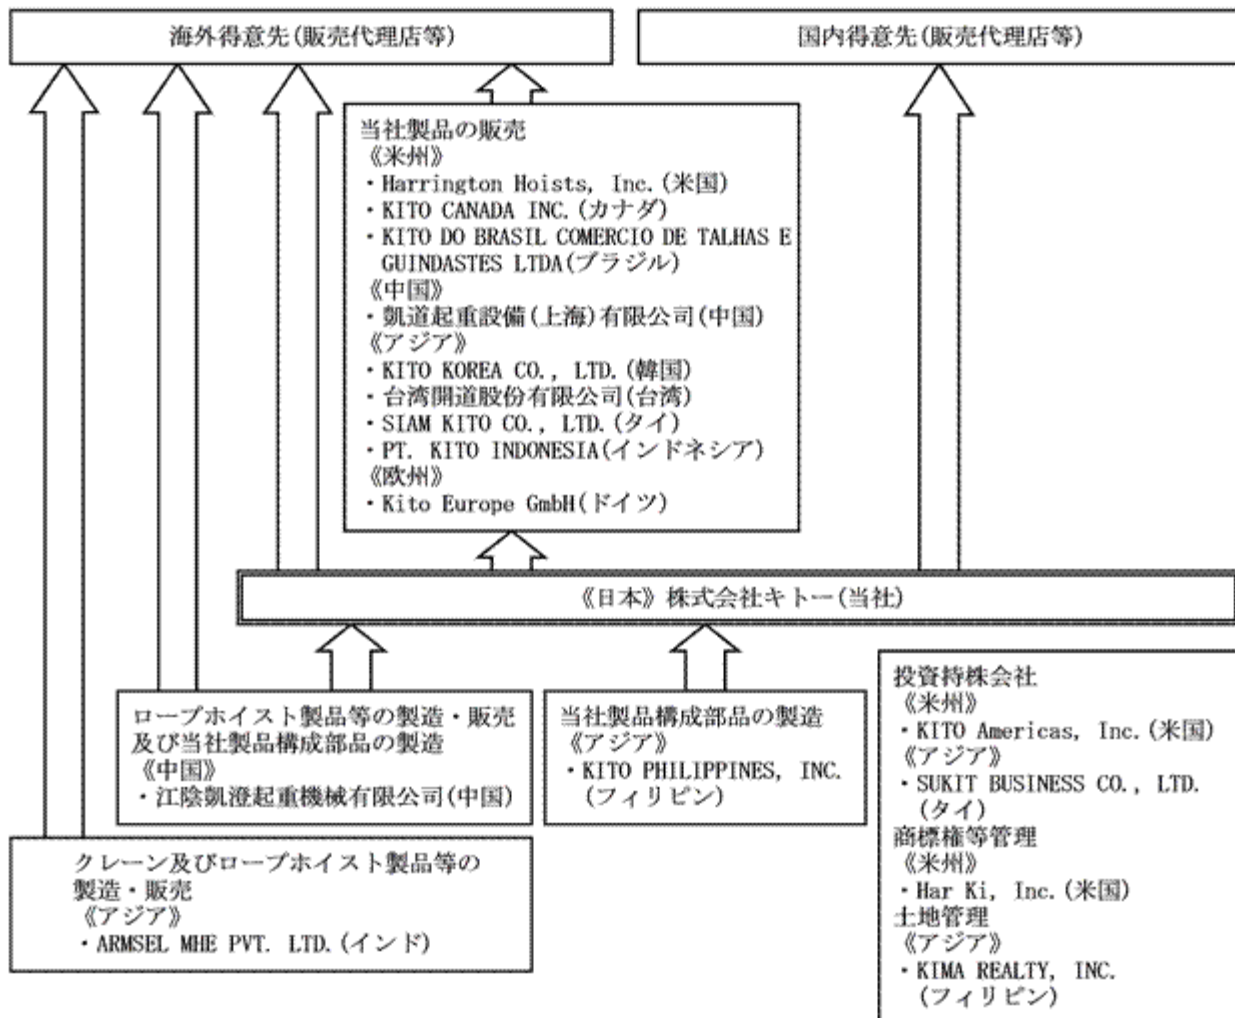 海外得意先(販売代理店等)
国内得意先(販売代理店等)
当社製品の販売
《米州》
・Harrington Hoists, Inc.(米国)
・KITO CANADA INC.(カナダ)
・KITO DO BRASIL COMERCIO DE TALHAS E
GUINDASTES LTDA(ブラジル)
《中国》
・凱道起重設備(上海)有限公司(中国)
《アジア》
・KITO KOREA CO., LTD.(韓国)
・台湾開道股份有限公司(台湾)
・SIAM KITO CO., LTD.(タイ)
・PT. KITO INDONESIA(インドネシア)
《欧州》
・Kito Europe GmbH(ドイツ)
《日本》株式会社キトー(当社)
ロープホイスト製品等の製造・販売
及び当社製品構成部品の製造
《中国》
・江陰凱澄起重機械有限公司(中国)
当社製品構成部品の製造
《アジア》
・KITO PHILIPPINES, INC.
(フィリピン)
クレーン及びロープホイスト製品等の
製造・販売
《アジア》
・ARMSEL MHE PVT. LTD.(インド)
投資持株会社
《米州》
・KITO Americas, Inc.(米国)
《アジア》
・SUKIT BUSINESS CO., LTD.
(タイ)
商標権等管理
《米州》
・Har Ki, Inc.(米国)
土地管理
《アジア》
・KIMA REALTY, INC.
(フィリピン)